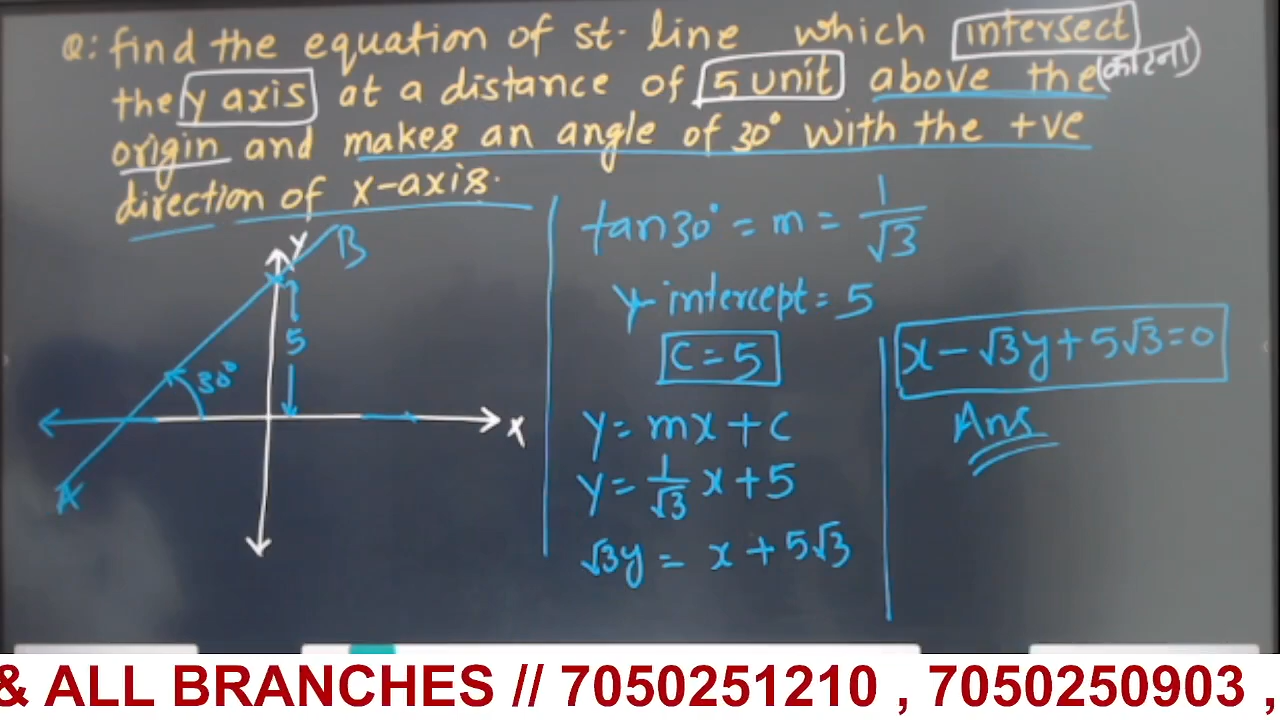 Q: find the equation of st. line which intersect
(काटना)
the y axis at a distance of 5 unit above the
origin and makes an angle of 30° with the +ve
direction of x-axis.
Y
B
5
30°
X
A
tan30° = m = 1/√3
y-intercept = 5
C = 5
y = mx + c
y = 1/√3 x + 5
√3y = x + 5√3
x - √3y + 5√3 = 0
Ans
& ALL BRANCHES // 7050251210 , 7050250903 ,